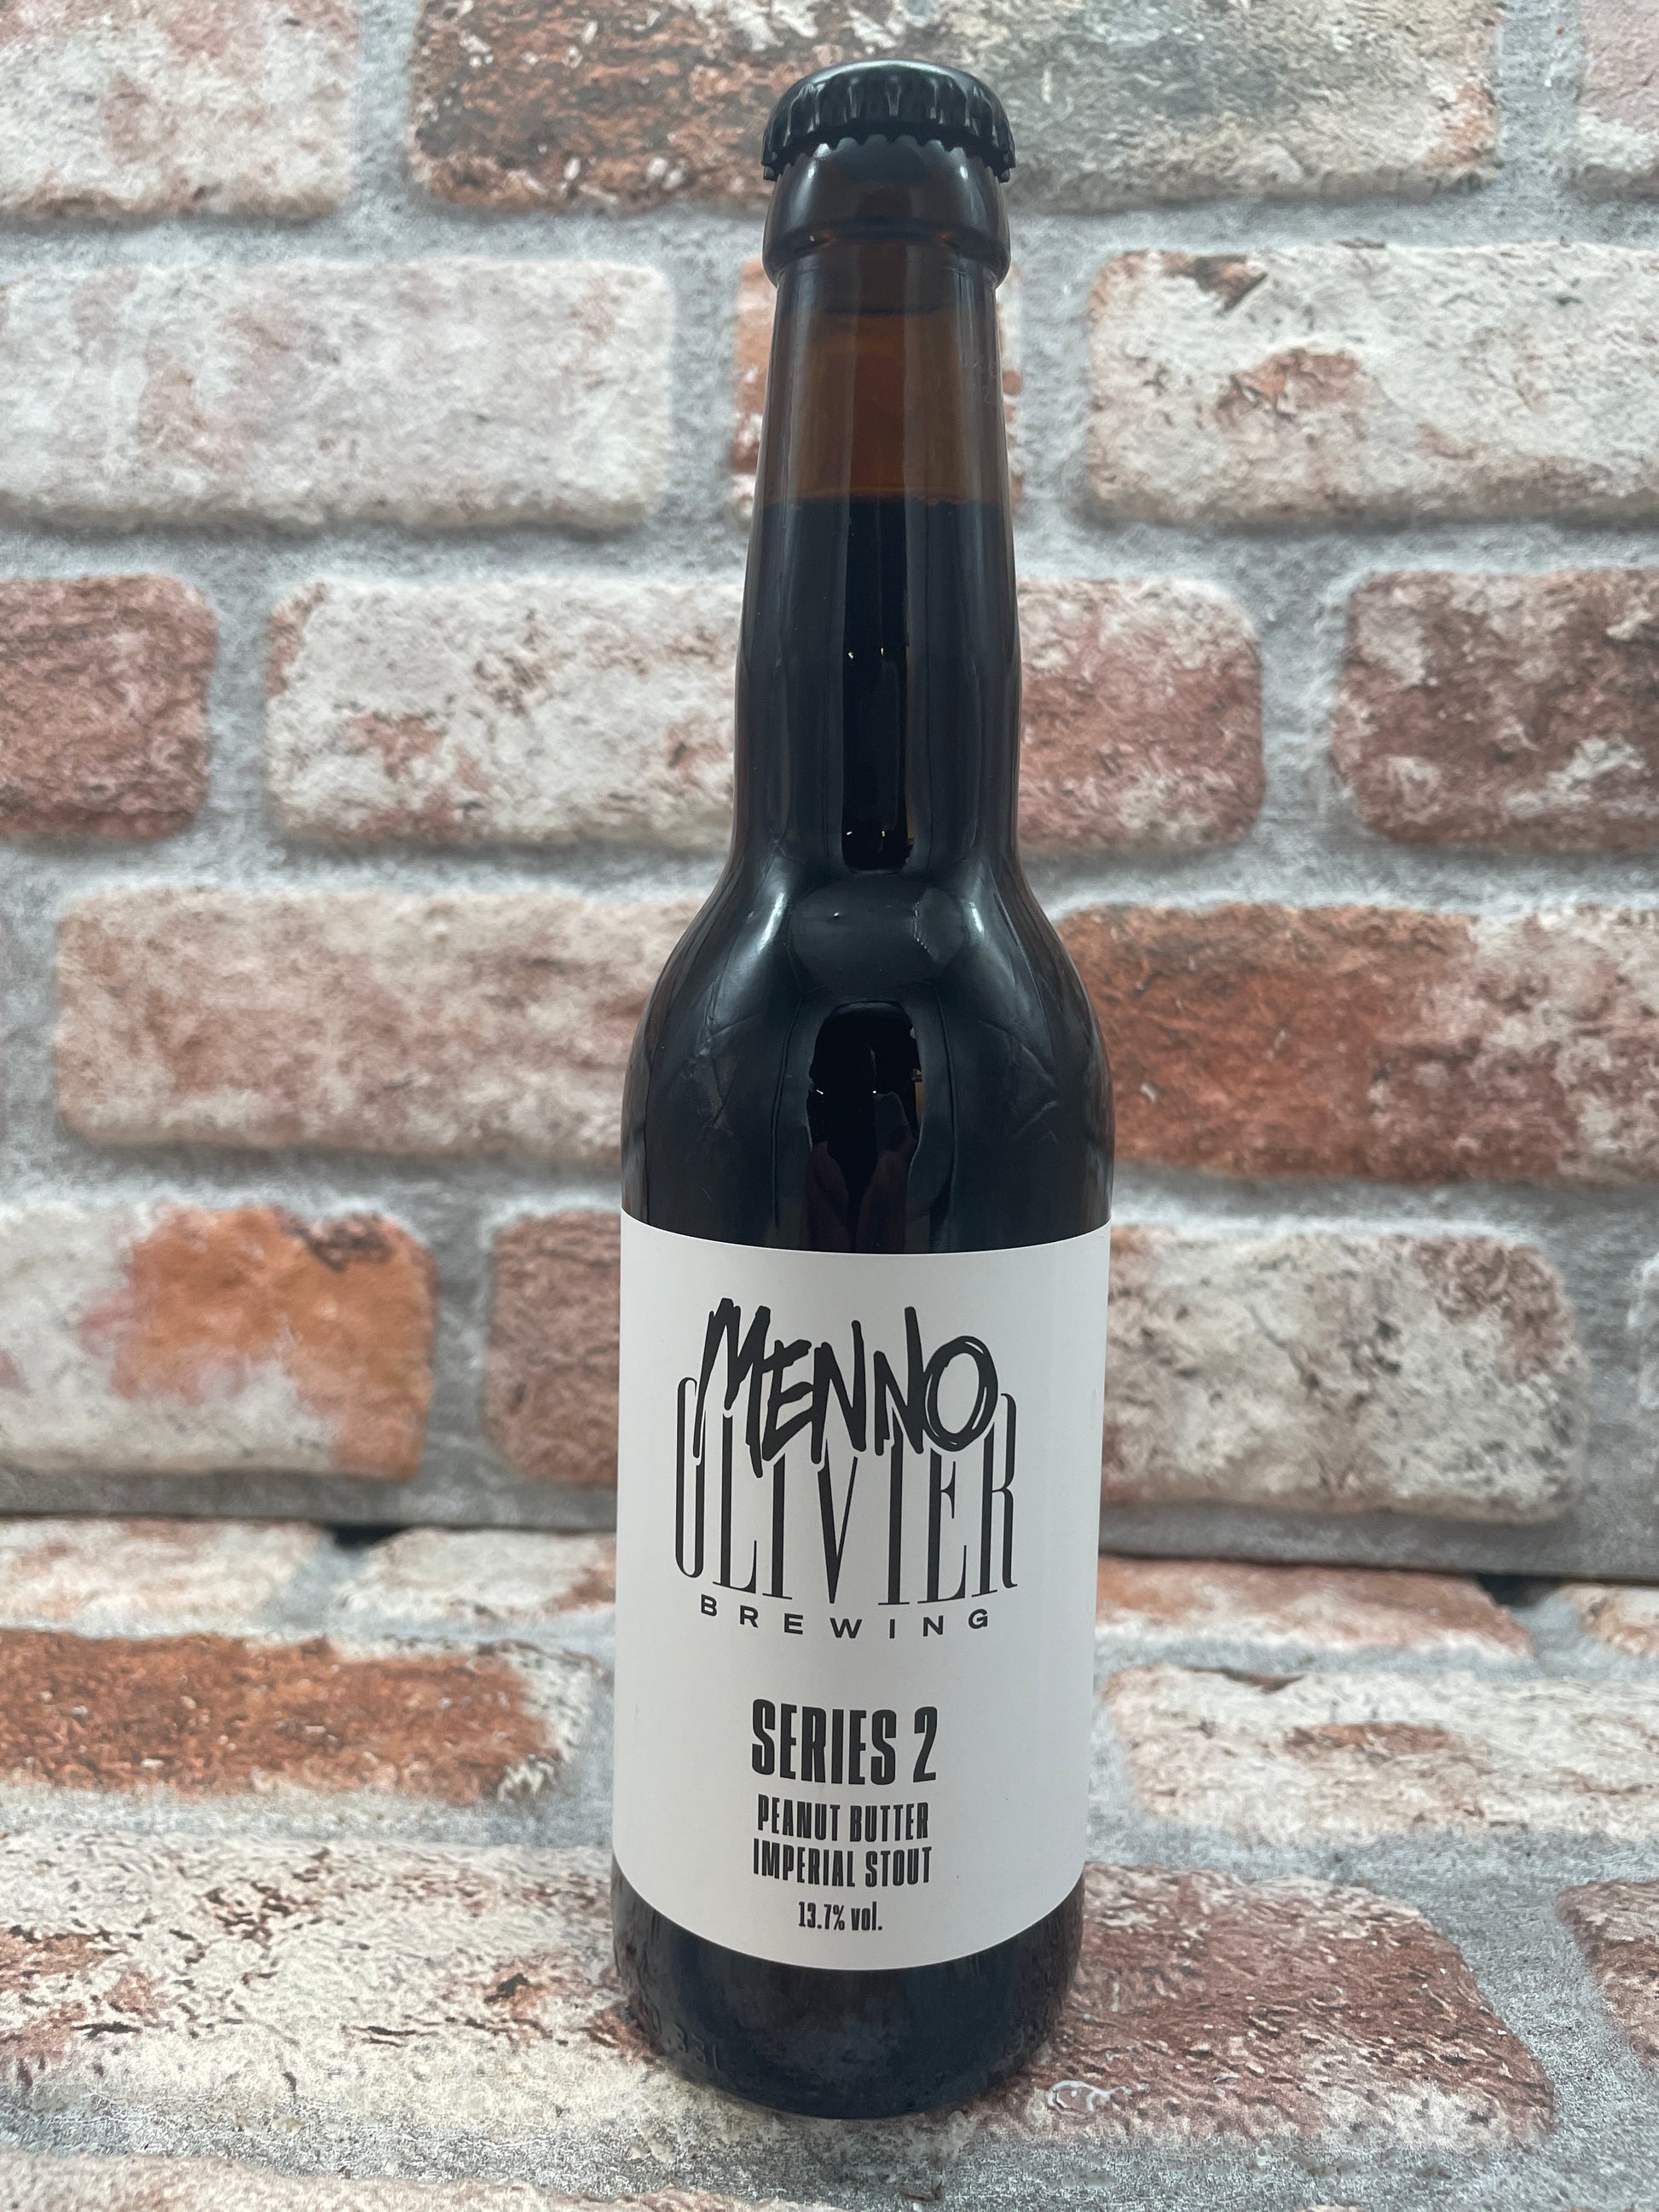 MENNO
OLIVIER
BREWING
SERIES 2
PEANUT BUTTER
IMPERIAL STOUT
13.7% vol.